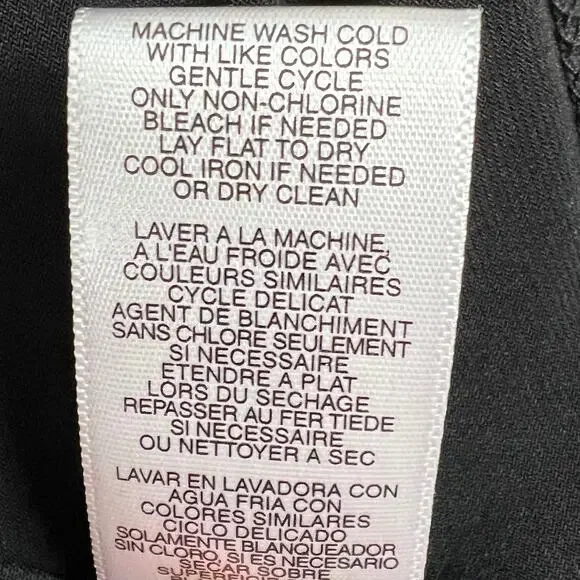 MACHINE WASH COLD
WITH LIKE COLORS
GENTLE CYCLE
ONLY NON-CHLORINE
BLEACH IF NEEDED
LAY FLAT TO DRY
COOL IRON IF NEEDED
OR DRY CLEAN
LAVER A LA MACHINE,
A L'EAU FROIDE AVEC
COULEURS SIMILAIRES
CYCLE DELICAT
AGENT DE BLANCHIMENT
SANS CHLORE SEULEMENT
SI NECESSAIRE
ETENDRE A PLAT
LORS DU SECHAGE
REPASSER AU FER TIEDE
SI NECESSAIRE
OU NETTOYER A SEC
LAVAR EN LAVADORA CON
AGUA FRIA CON
COLORES SIMILARES
CICLO DELICADO
SOLAMENTE BLANQUEADOR
SIN CLORO, SI ES NECESARIO
SECAR SOBRE